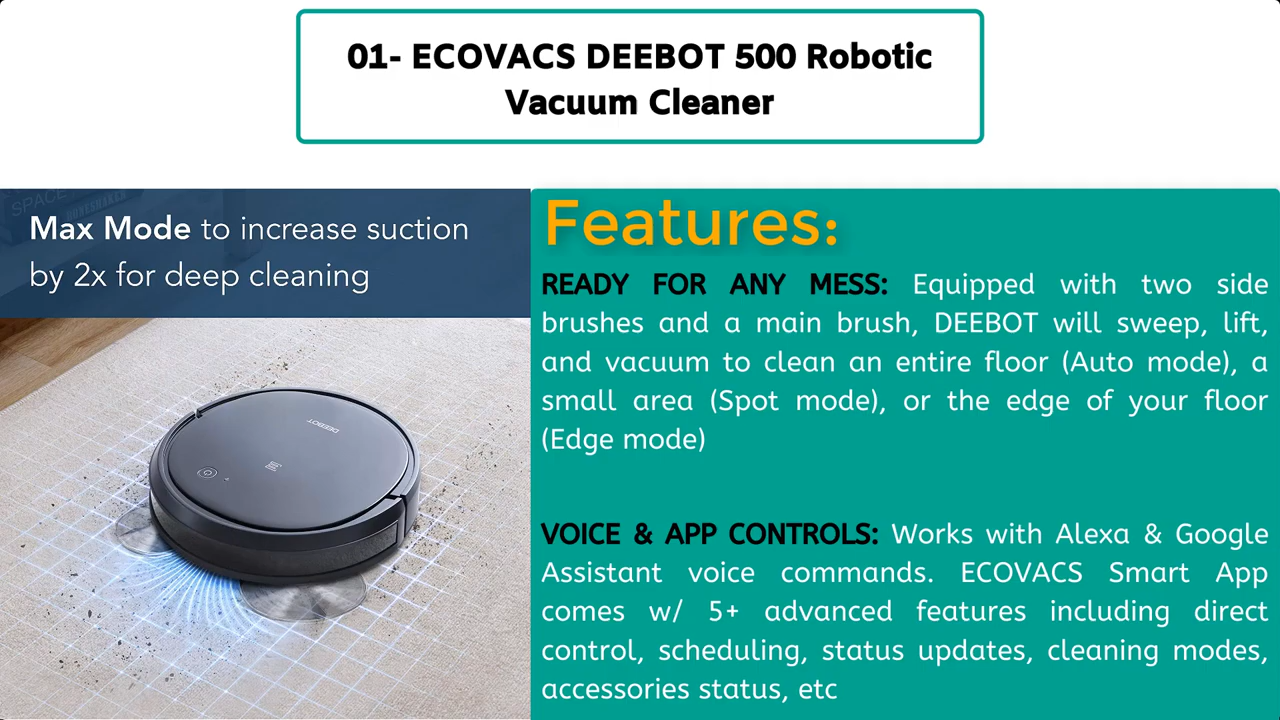 01- ECOVACS DEEBOT 500 Robotic
Vacuum Cleaner
Max Mode to increase suction
by 2x for deep cleaning
DEEBOT
Features:
READY FOR ANY MESS: Equipped with two side
brushes and a main brush, DEEBOT will sweep, lift,
and vacuum to clean an entire floor (Auto mode), a
small area (Spot mode), or the edge of your floor
(Edge mode)
VOICE & APP CONTROLS: Works with Alexa & Google
Assistant voice commands. ECOVACS Smart App
comes w/ 5+ advanced features including direct
control, scheduling, status updates, cleaning modes,
accessories status, etc